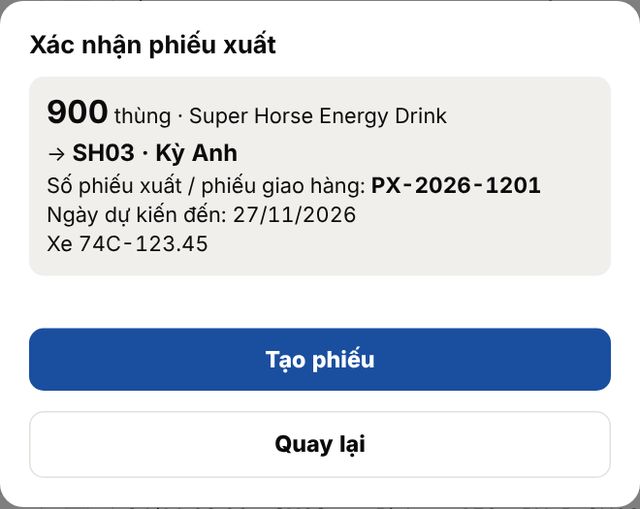 Xác nhận phiếu xuất
900 thùng · Super Horse Energy Drink
→ SH03 · Kỳ Anh
Số phiếu xuất / phiếu giao hàng: PX-2026-1201
Ngày dự kiến đến: 27/11/2026
Xe 74C-123.45
Tạo phiếu
Quay lại